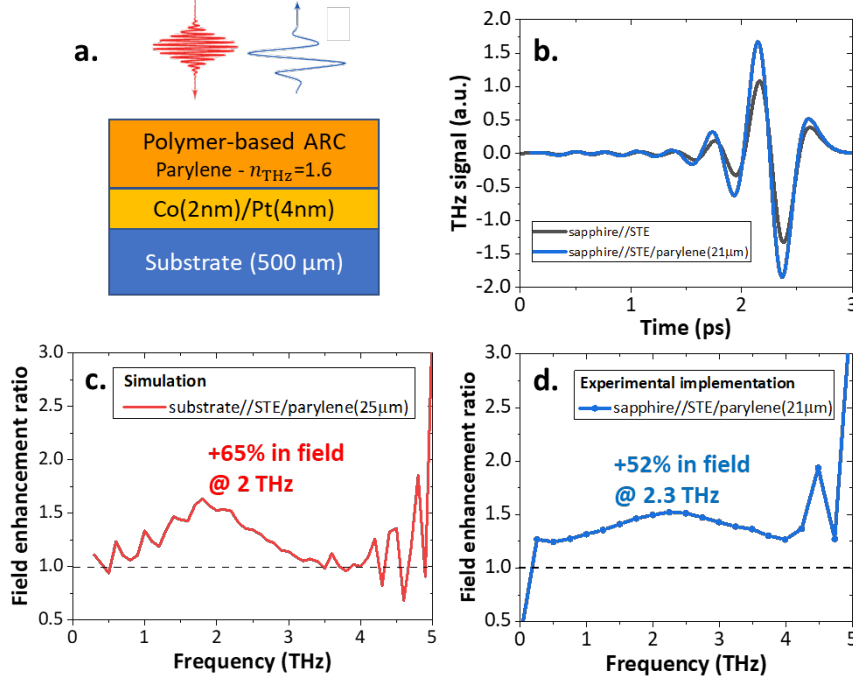 a.
Polymer-based ARC
Parylene - nTHz=1.6
Co(2nm)/Pt(4nm)
Substrate (500 µm)
b.
THz signal (a.u.)
2.0
1.5
1.0
0.5
0.0
-0.5
-1.0
-1.5
-2.0
sapphire//STE
sapphire//STE/parylene(21µm)
0 1 2 3
Time (ps)
c.
Field enhancement ratio
3.0
2.5
2.0
1.5
1.0
0.5
Simulation
substrate//STE/parylene(25µm)
+65% in field
@ 2 THz
0 1 2 3 4 5
Frequency (THz)
d.
Field enhancement ratio
3.0
2.5
2.0
1.5
1.0
0.5
Experimental implementation
sapphire//STE/parylene(21µm)
+52% in field
@ 2.3 THz
0 1 2 3 4 5
Frequency (THz)